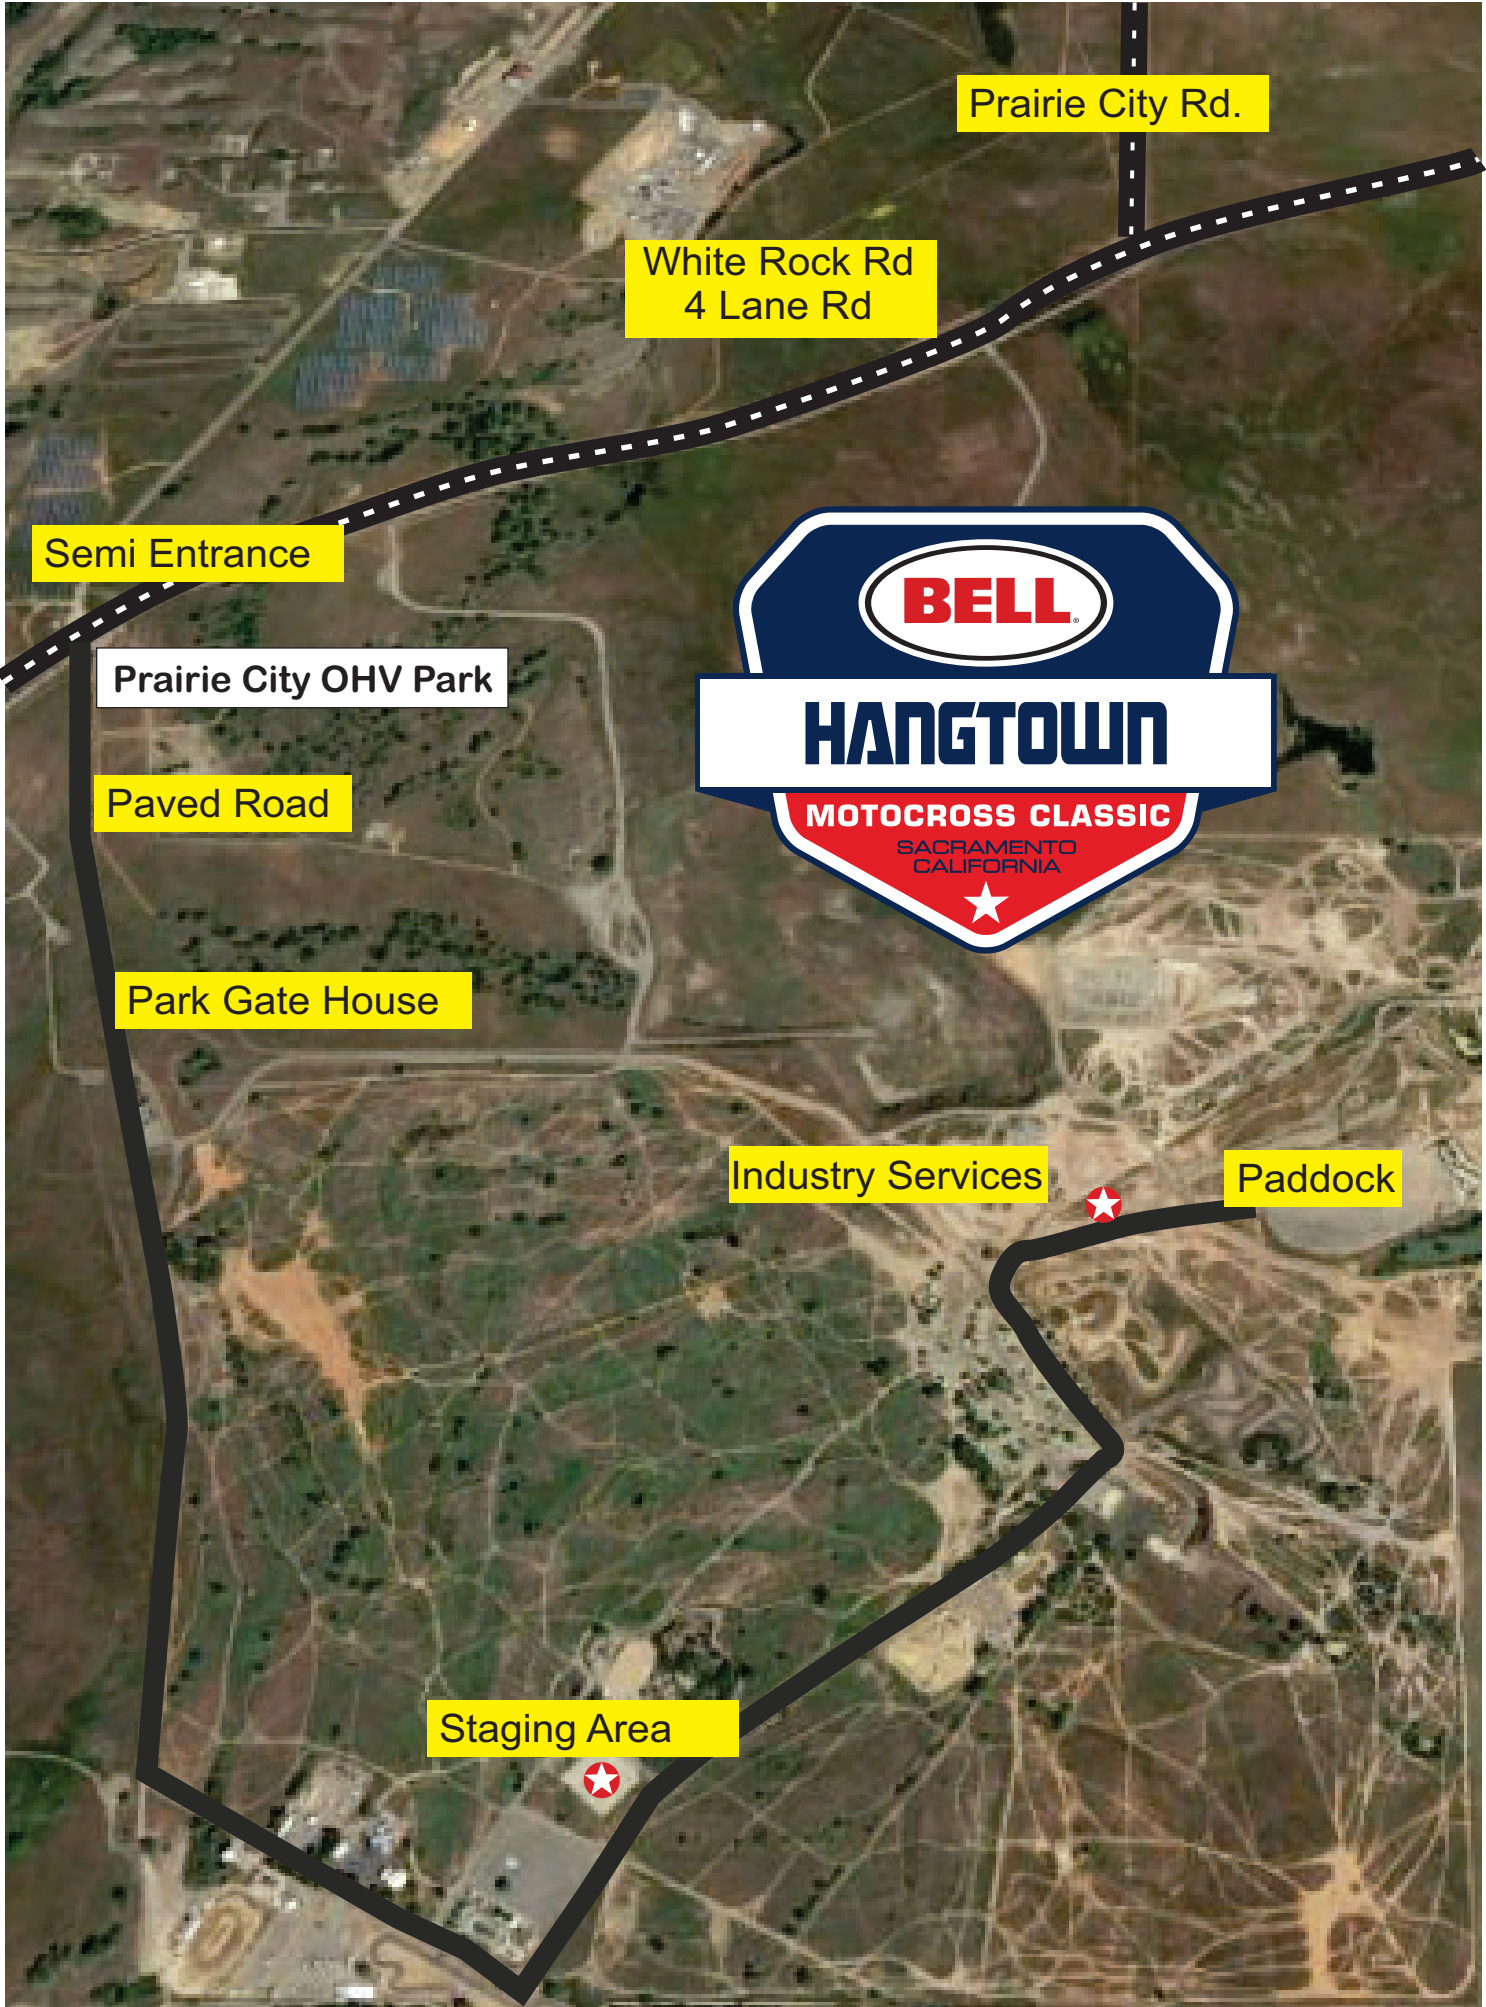 Prairie City Rd.
White Rock Rd
4 Lane Rd
Semi Entrance
Prairie City OHV Park
BELL®
HANGTOWN
MOTOCROSS CLASSIC
SACRAMENTO
CALIFORNIA
Paved Road
Park Gate House
Industry Services
Paddock
Staging Area